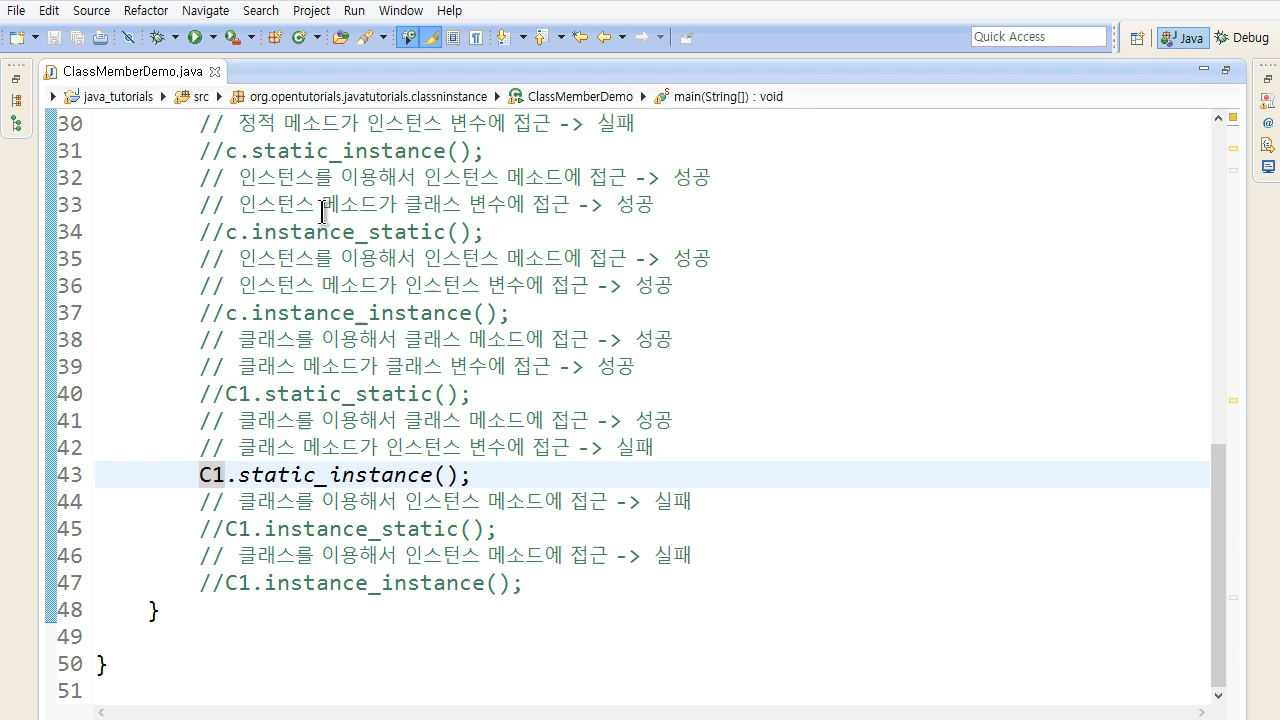 File Edit Source Refactor Navigate Search Project Run Window Help
Quick Access
Java
Debug
ClassMemberDemo.java
java_tutorials src org.opentutorials.javatutorials.classninstance ClassMemberDemo main(String[]) : void
30 // 정적 메소드가 인스턴스 변수에 접근 -> 실패
31 //c.static_instance();
32 // 인스턴스를 이용해서 인스턴스 메소드에 접근 -> 성공
33 // 인스턴스 메소드가 클래스 변수에 접근 -> 성공
34 //c.instance_static();
35 // 인스턴스를 이용해서 인스턴스 메소드에 접근 -> 성공
36 // 인스턴스 메소드가 인스턴스 변수에 접근 -> 성공
37 //c.instance_instance();
38 // 클래스를 이용해서 클래스 메소드에 접근 -> 성공
39 // 클래스 메소드가 클래스 변수에 접근 -> 성공
40 //C1.static_static();
41 // 클래스를 이용해서 클래스 메소드에 접근 -> 성공
42 // 클래스 메소드가 인스턴스 변수에 접근 -> 실패
43 C1.static_instance();
44 // 클래스를 이용해서 인스턴스 메소드에 접근 -> 실패
45 //C1.instance_static();
46 // 클래스를 이용해서 인스턴스 메소드에 접근 -> 실패
47 //C1.instance_instance();
48 }
49
50 }
51